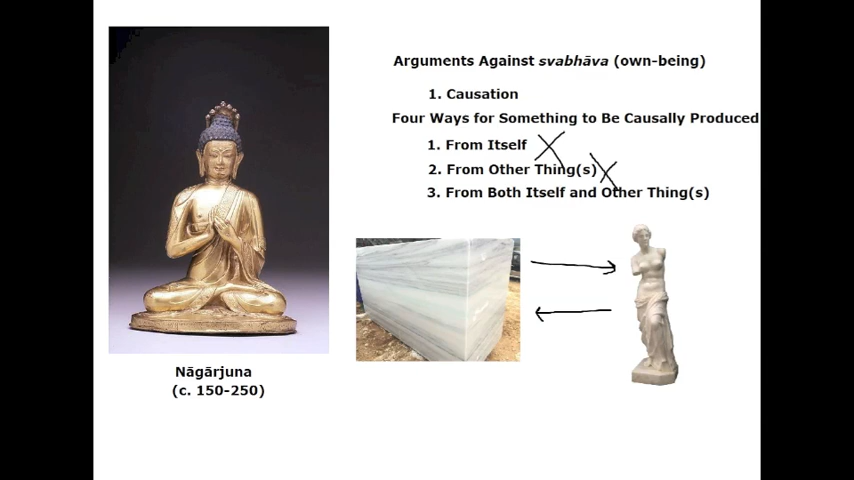 Arguments Against svabhāva (own-being)
1. Causation
Four Ways for Something to Be Causally Produced
1. From Itself
2. From Other Thing(s)
3. From Both Itself and Other Thing(s)
Nāgārjuna
(c. 150-250)